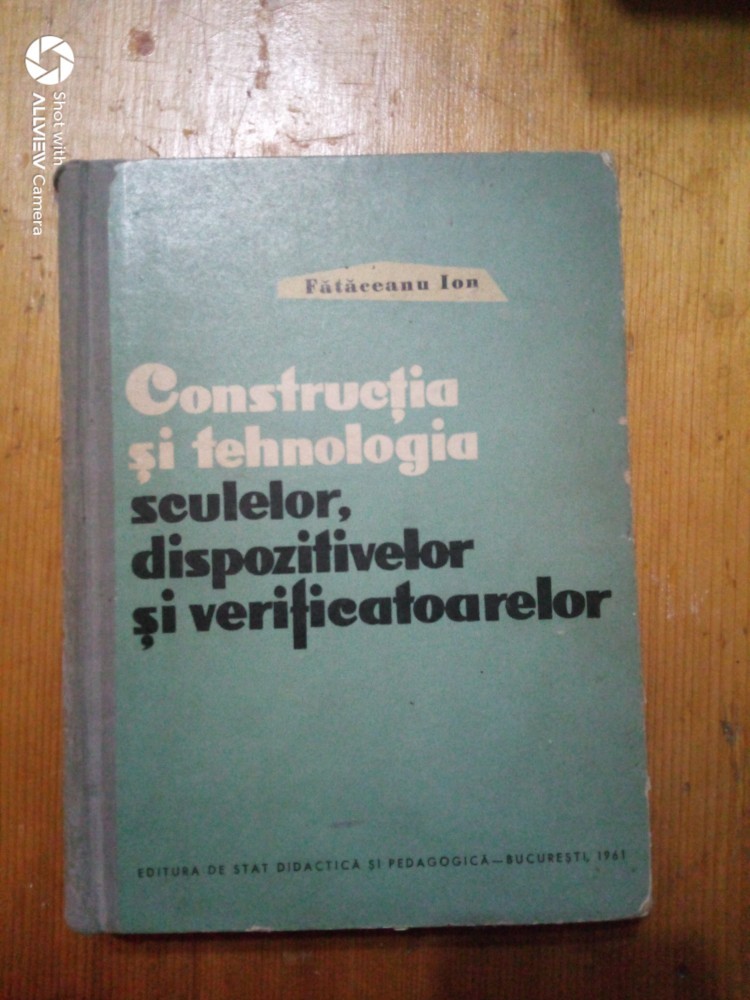 Shot with
ALLVIEW Camera
Fătăceanu Ion
Construcția
și tehnologia
sculelor,
dispozitivelor
și verificatoarelor
EDITURA DE STAT DIDACTICĂ ȘI PEDAGOGICĂ—BUCUREȘTI, 1961